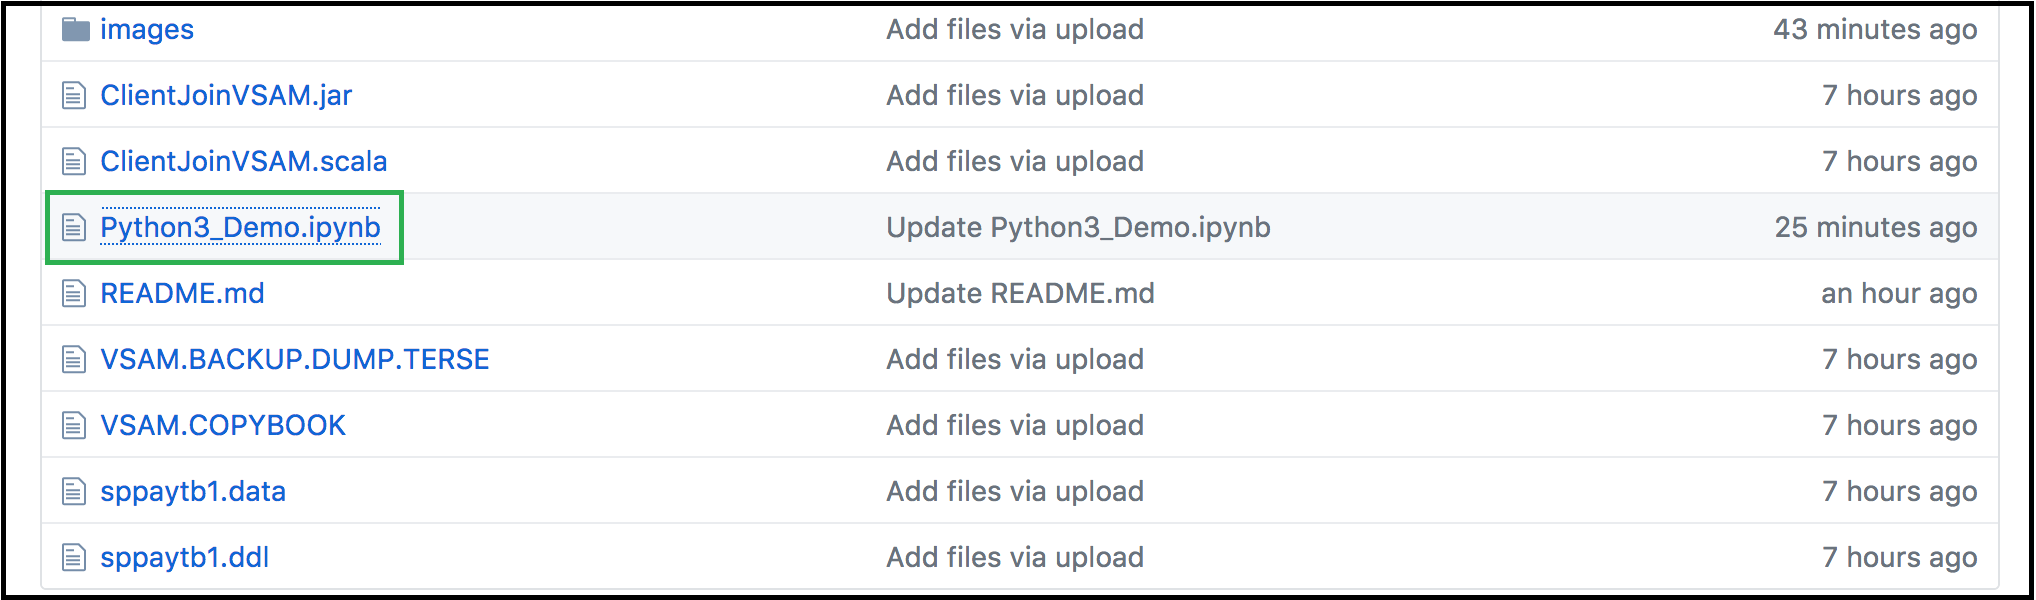 images Add files via upload 43 minutes ago
ClientJoinVSAM.jar Add files via upload 7 hours ago
ClientJoinVSAM.scala Add files via upload 7 hours ago
Python3_Demo.ipynb Update Python3_Demo.ipynb 25 minutes ago
README.md Update README.md an hour ago
VSAM.BACKUP.DUMP.TERSE Add files via upload 7 hours ago
VSAM.COPYBOOK Add files via upload 7 hours ago
sppaytb1.data Add files via upload 7 hours ago
sppaytb1.ddl Add files via upload 7 hours ago